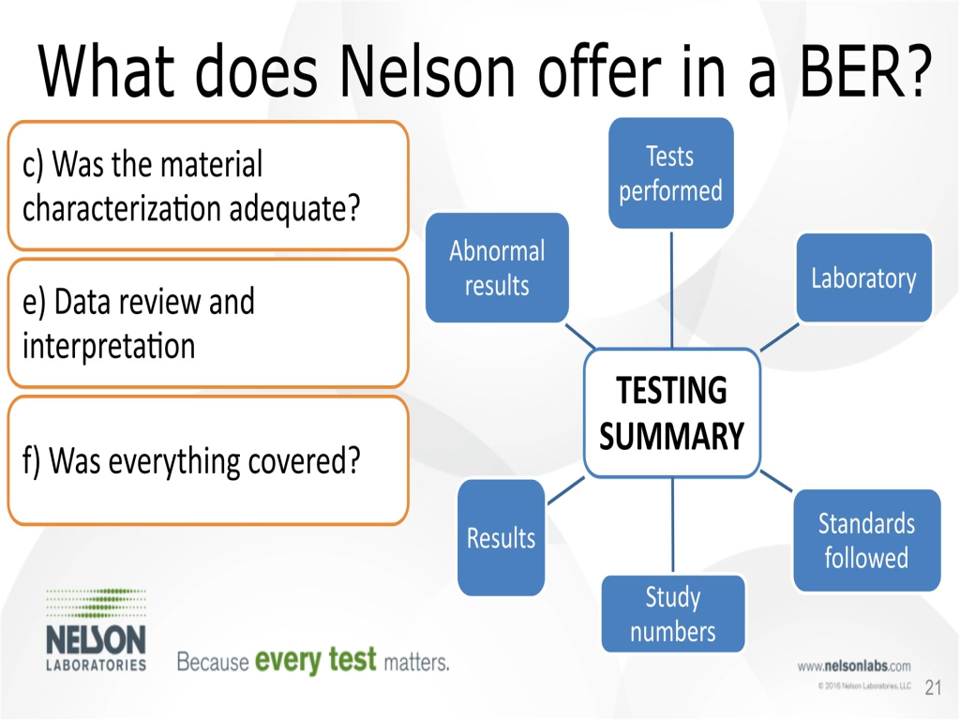 What does Nelson offer in a BER?
c) Was the material
characterization adequate?
e) Data review and
interpretation
f) Was everything covered?
Tests
performed
Abnormal
results
Laboratory
TESTING
SUMMARY
Results
Standards
followed
Study
numbers
NELSON
LABORATORIES
Because every test matters.
www.nelsonlabs.com
© 2016 Nelson Laboratories, LLC
21